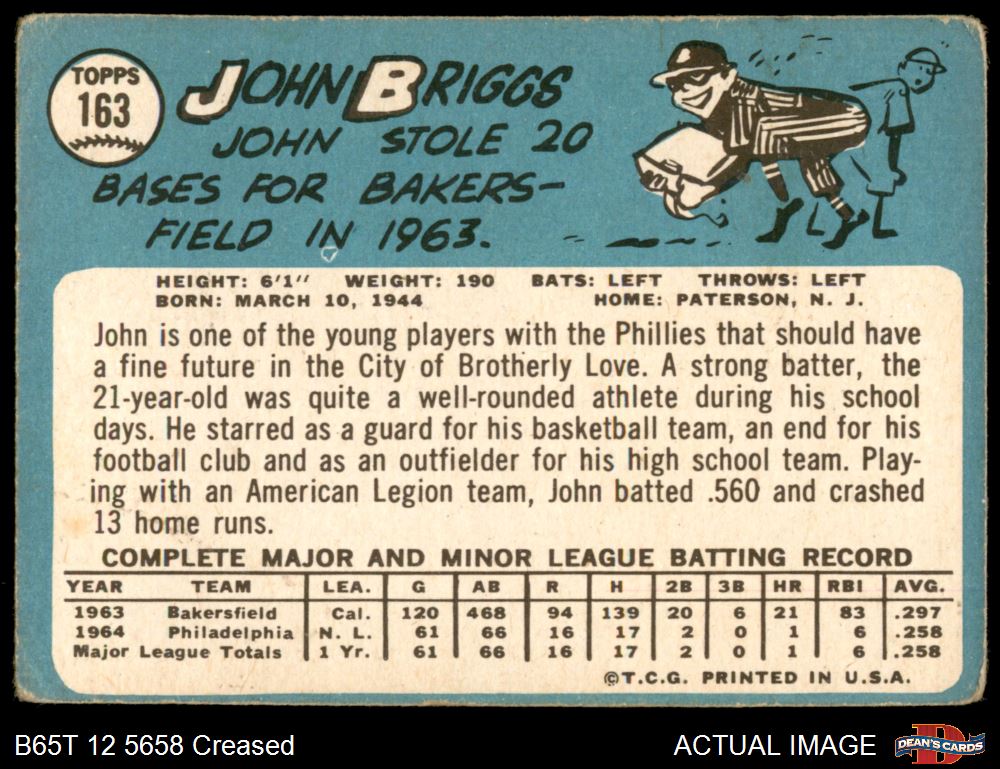 TOPPS
163
JOHN BRIGGS
JOHN STOLE 20
BASES FOR BAKERS-
FIELD IN 1963.
HEIGHT: 6'1" WEIGHT: 190 BATS: LEFT THROWS: LEFT
BORN: MARCH 10, 1944 HOME: PATERSON, N. J.
John is one of the young players with the Phillies that should have
a fine future in the City of Brotherly Love. A strong batter, the
21-year-old was quite a well-rounded athlete during his school
days. He starred as a guard for his basketball team, an end for his
football club and as an outfielder for his high school team. Play-
ing with an American Legion team, John batted .560 and crashed
13 home runs.
COMPLETE MAJOR AND MINOR LEAGUE BATTING RECORD
YEAR TEAM LEA. G AB R H 2B 3B HR RBI AVG.
1963 Bakersfield Cal. 120 468 94 139 20 6 21 83 .297
1964 Philadelphia N. L. 61 66 16 17 2 0 1 6 .258
Major League Totals 1 Yr. 61 66 16 17 2 0 1 6 .258
©T.C.G. PRINTED IN U.S.A.
B65T 12 5658 Creased ACTUAL IMAGE
DEAN'S CARDS